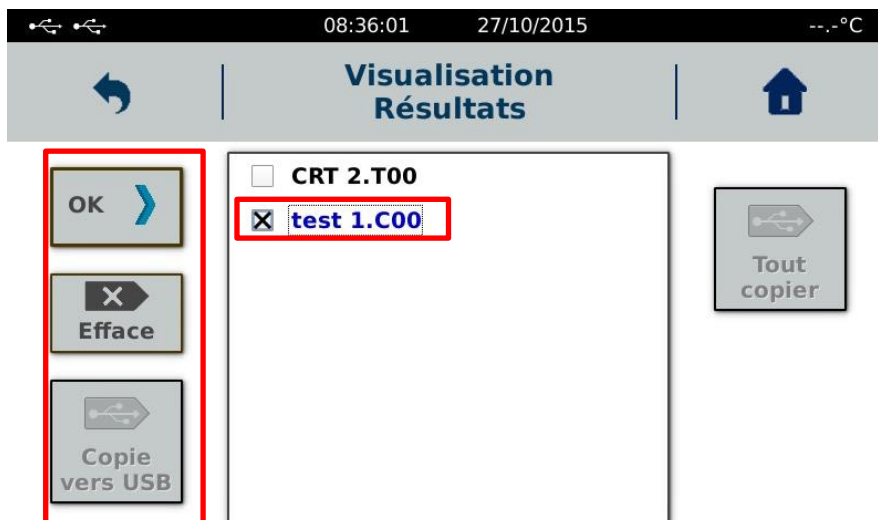 08:36:01 27/10/2015 --.-°C
Visualisation
Résultats
OK
Efface
Copie
vers USB
CRT 2.T00
test 1.C00
Tout
copier